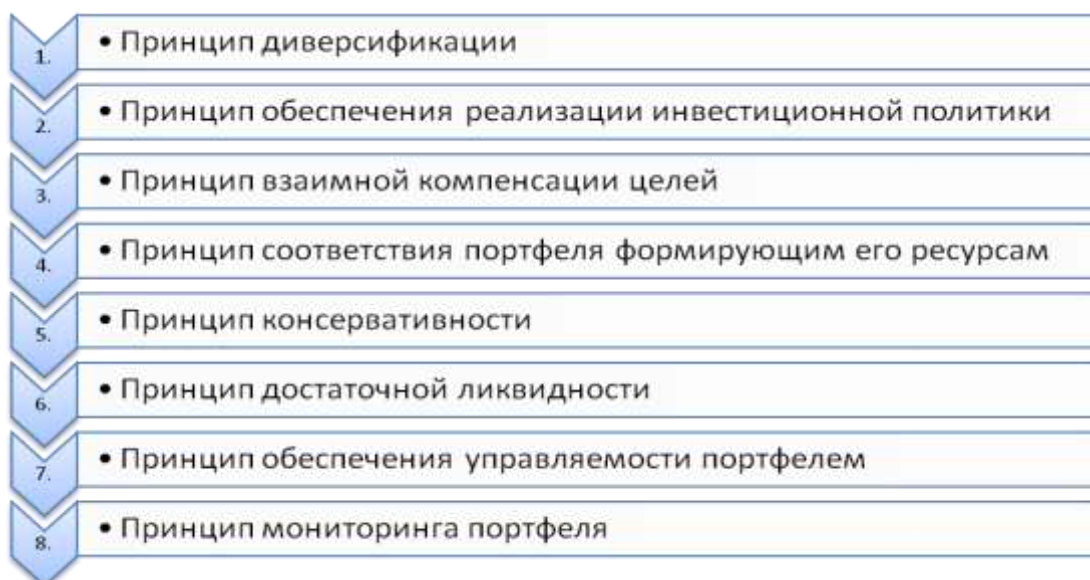 1. • Принцип диверсификации
2. • Принцип обеспечения реализации инвестиционной политики
3. • Принцип взаимной компенсации целей
4. • Принцип соответствия портфеля формирующим его ресурсам
5. • Принцип консервативности
6. • Принцип достаточной ликвидности
7. • Принцип обеспечения управляемости портфелем
8. • Принцип мониторинга портфеля